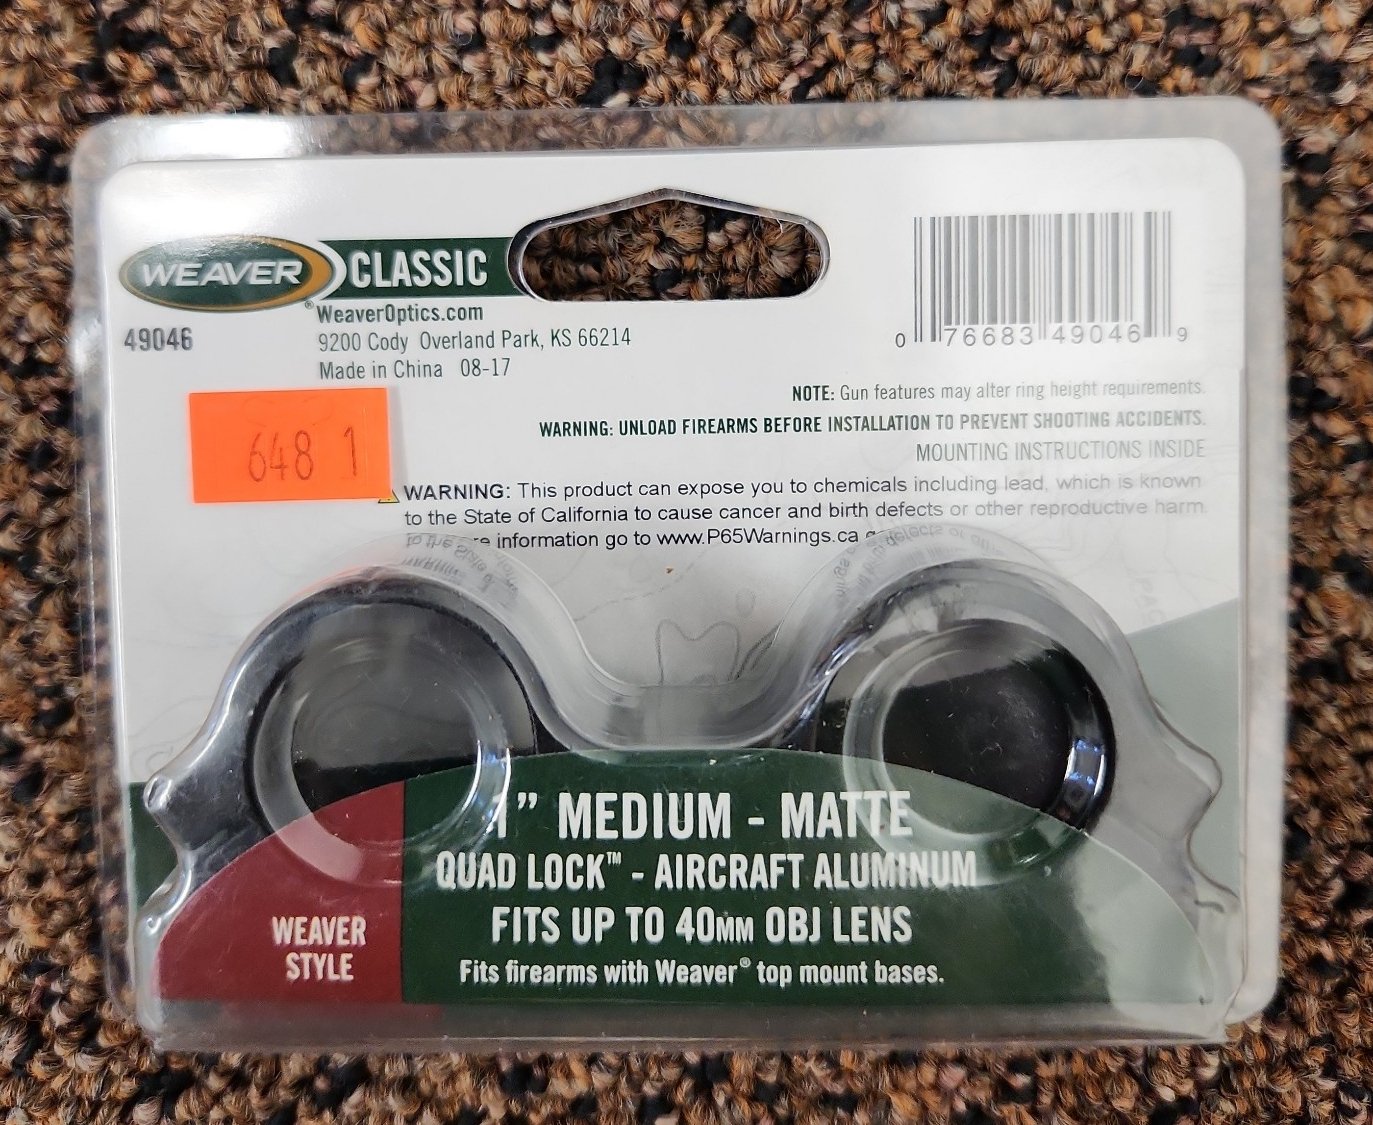 WEAVER CLASSIC
®WeaverOptics.com
49046
9200 Cody Overland Park, KS 66214
Made in China 08-17
0 76683 49046 9
NOTE: Gun features may alter ring height requirements.
WARNING: UNLOAD FIREARMS BEFORE INSTALLATION TO PREVENT SHOOTING ACCIDENTS.
MOUNTING INSTRUCTIONS INSIDE
648 1
WARNING: This product can expose you to chemicals including lead, which is known
to the State of California to cause cancer and birth defects or other reproductive harm.
information go to www.P65Warnings.ca
1” MEDIUM - MATTE
QUAD LOCK™ - AIRCRAFT ALUMINUM
FITS UP TO 40MM OBJ LENS
Fits firearms with Weaver® top mount bases.
WEAVER
STYLE